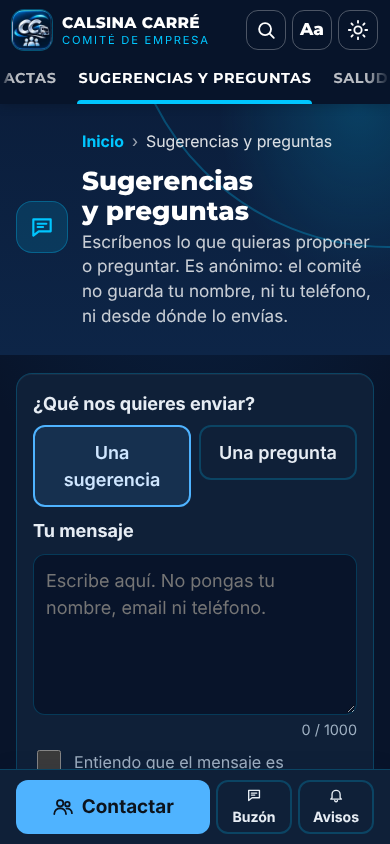 CALSINA CARRÉ
COMITÉ DE EMPRESA
Aa
ACTAS
SUGERENCIAS Y PREGUNTAS
SALUD
Inicio › Sugerencias y preguntas
Sugerencias
y preguntas
Escríbenos lo que quieras proponer
o preguntar. Es anónimo: el comité
no guarda tu nombre, ni tu teléfono,
ni desde dónde lo envías.
¿Qué nos quieres enviar?
Una
sugerencia
Una pregunta
Tu mensaje
Escribe aquí. No pongas tu
nombre, email ni teléfono.
0 / 1000
Entiendo que el mensaje es
Contactar
Buzón
Avisos